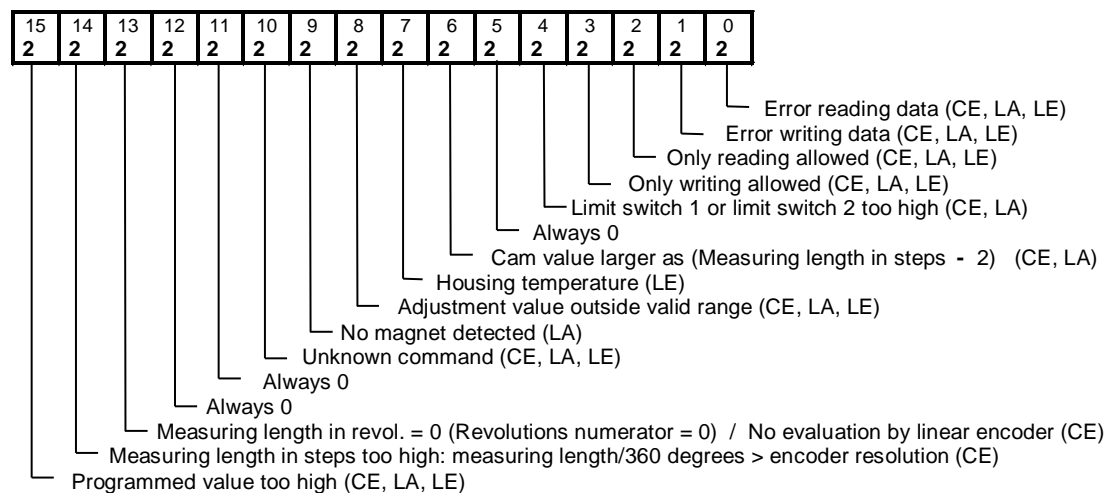 15 14 13 12 11 10 9 8 7 6 5 4 3 2 1 0
2 2 2 2 2 2 2 2 2 2 2 2 2 2 2 2
Error reading data (CE, LA, LE)
Error writing data (CE, LA, LE)
Only reading allowed (CE, LA, LE)
Only writing allowed (CE, LA, LE)
Limit switch 1 or limit switch 2 too high (CE, LA)
Always 0
Cam value larger as (Measuring length in steps - 2) (CE, LA)
Housing temperature (LE)
Adjustment value outside valid range (CE, LA, LE)
No magnet detected (LA)
Unknown command (CE, LA, LE)
Always 0
Always 0
Measuring length in revol. = 0 (Revolutions numerator = 0) / No evaluation by linear encoder (CE)
Measuring length in steps too high: measuring length/360 degrees > encoder resolution (CE)
Programmed value too high (CE, LA, LE)